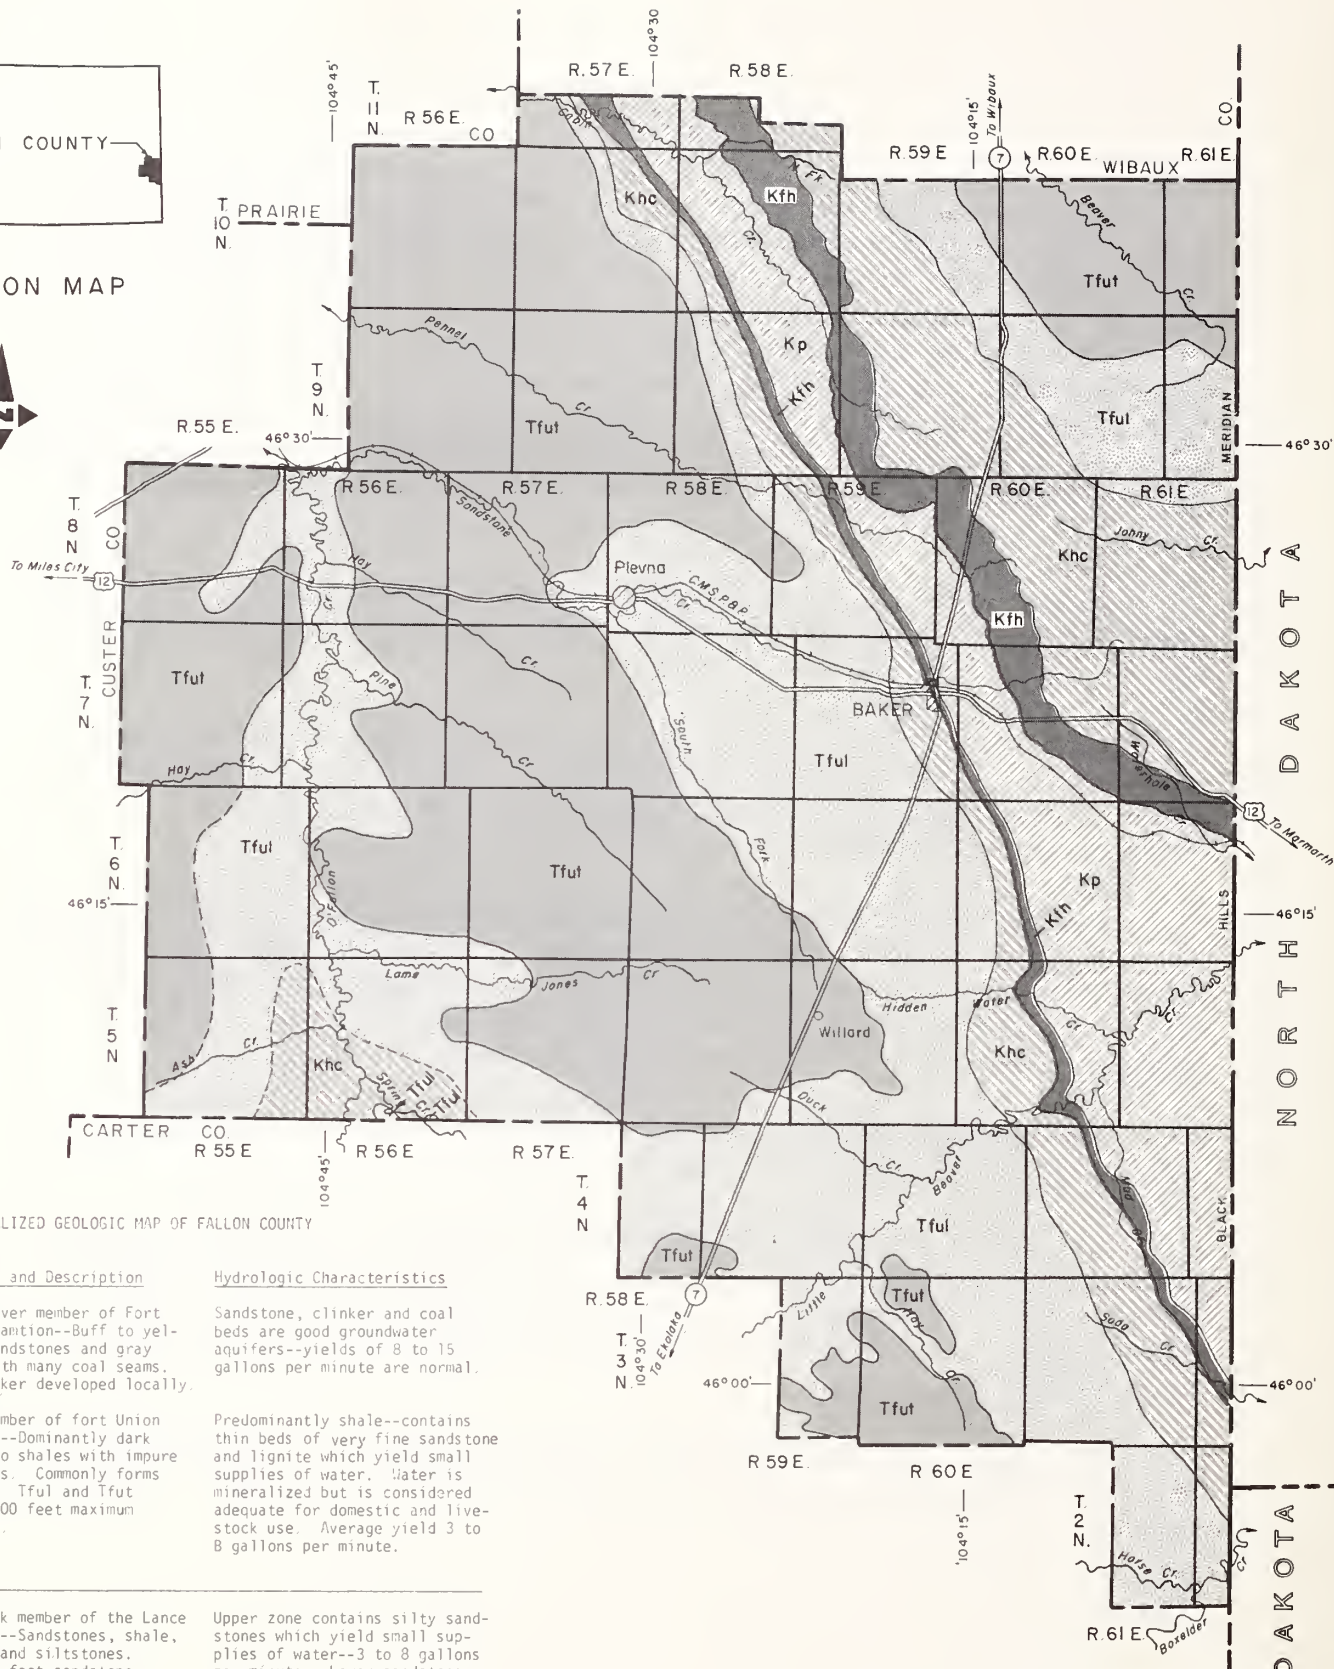 104°30
104°45'
R.57 E.
R.58 E.
T.
11
N.
R 56 E.
CO
104°15'
To Wibaux
CO.
COUNTY
Cabin
R.59 E
7
R.60 E.
R.61 E.
WIBAUX
N Fk
Khc
Kfh
Beaver
T.
10
N.
PRAIRIE
Cr.
Tfut
Cr.
ON MAP
Pennel
Kp
T.
9
N.
Kfh
Cr.
Tfut
Tful
MERIDIAN
R.55 E.
46°30'
46°30'
R.56 E.
R.57 E.
R.58 E.
R.59 E.
R.60 E.
R.61 E
T.
8
N
CO
Sandstone
Johny
Cr.
Khc
Hay
Plevna
To Miles City
12
C.M.S.P.&P.
Cr.
Cr.
Kfh
CUSTER
Cr.
Tfut
Pine
T.
7
N.
BAKER
South
Tful
Hay
Cr.
Cr.
Cr.
12
To Marmarth
NORTH DAKOTA
T.
6
N.
Tful
Tfut
Fork
Kp
46°15'
O'Fallon
Kfh
HILLS
46°15'
Lame
Jones
Cr
Hidden
Water
Cr.
Cr.
T.
5
N
Willard
Ash
Cr.
Khc
Spring
Cr.
Tful
Tful
Khc
Duck
CARTER CO.
R 55 E
104°45'
R 56 E
R 57 E.
T.
4
N
Cr.
Beaver
Tful
BLACK
LIZED GEOLOGIC MAP OF FALLON COUNTY
Tfut
and Description
Hydrologic Characteristics
R.58 E.
7
Little
Tfut
Hay
Cr.
Soda
Cr.
ver member of Fort
amtion--Buff to yel-
ndstones and gray
th many coal seams.
ker developed locally.
Sandstone, clinker and coal
beds are good groundwater
aquifers--yields of 8 to 15
gallons per minute are normal.
T.
3
N.
104°30'
To Ekalaka
46°00'
46°00'
Tfut
mber of fort Union
--Dominantly dark
o shales with impure
s. Commonly forms
Tful and Tfut
00 feet maximum
.
Predominantly shale--contains
thin beds of very fine sandstone
and lignite which yield small
supplies of water. Water is
mineralized but is considered
adequate for domestic and live-
stock use. Average yield 3 to
8 gallons per minute.
R 59 E.
R 60 E
104°15'
T.
2
N.
Horse Cr.
Cr.
DAKOTA
k member of the Lance
--Sandstones, shale,
and siltstones.
Upper zone contains silty sand-
stones which yield small sup-
plies of water--3 to 8 gallons
R.61 E.
Boxelder